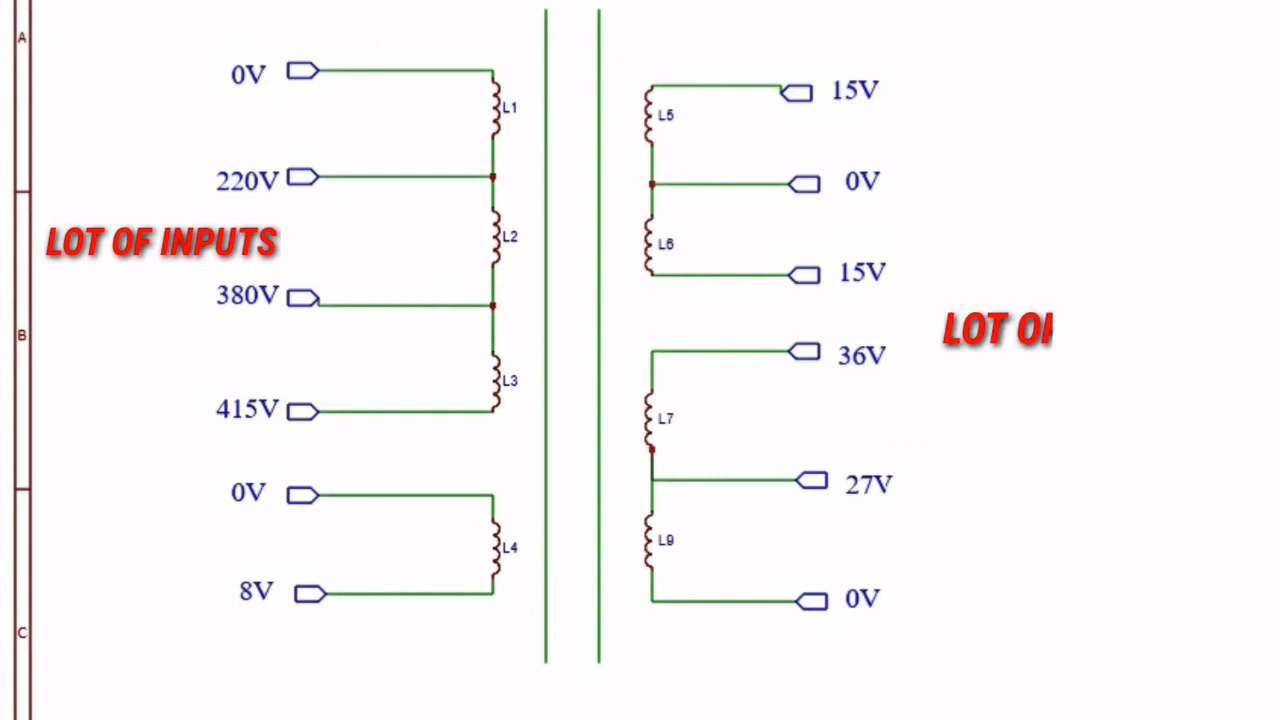 A
0V
L1
220V
LOT OF INPUTS
L2
380V
B
L3
415V
0V
L4
8V
C
15V
L5
0V
L6
15V
LOT
36V
L7
27V
L9
0V